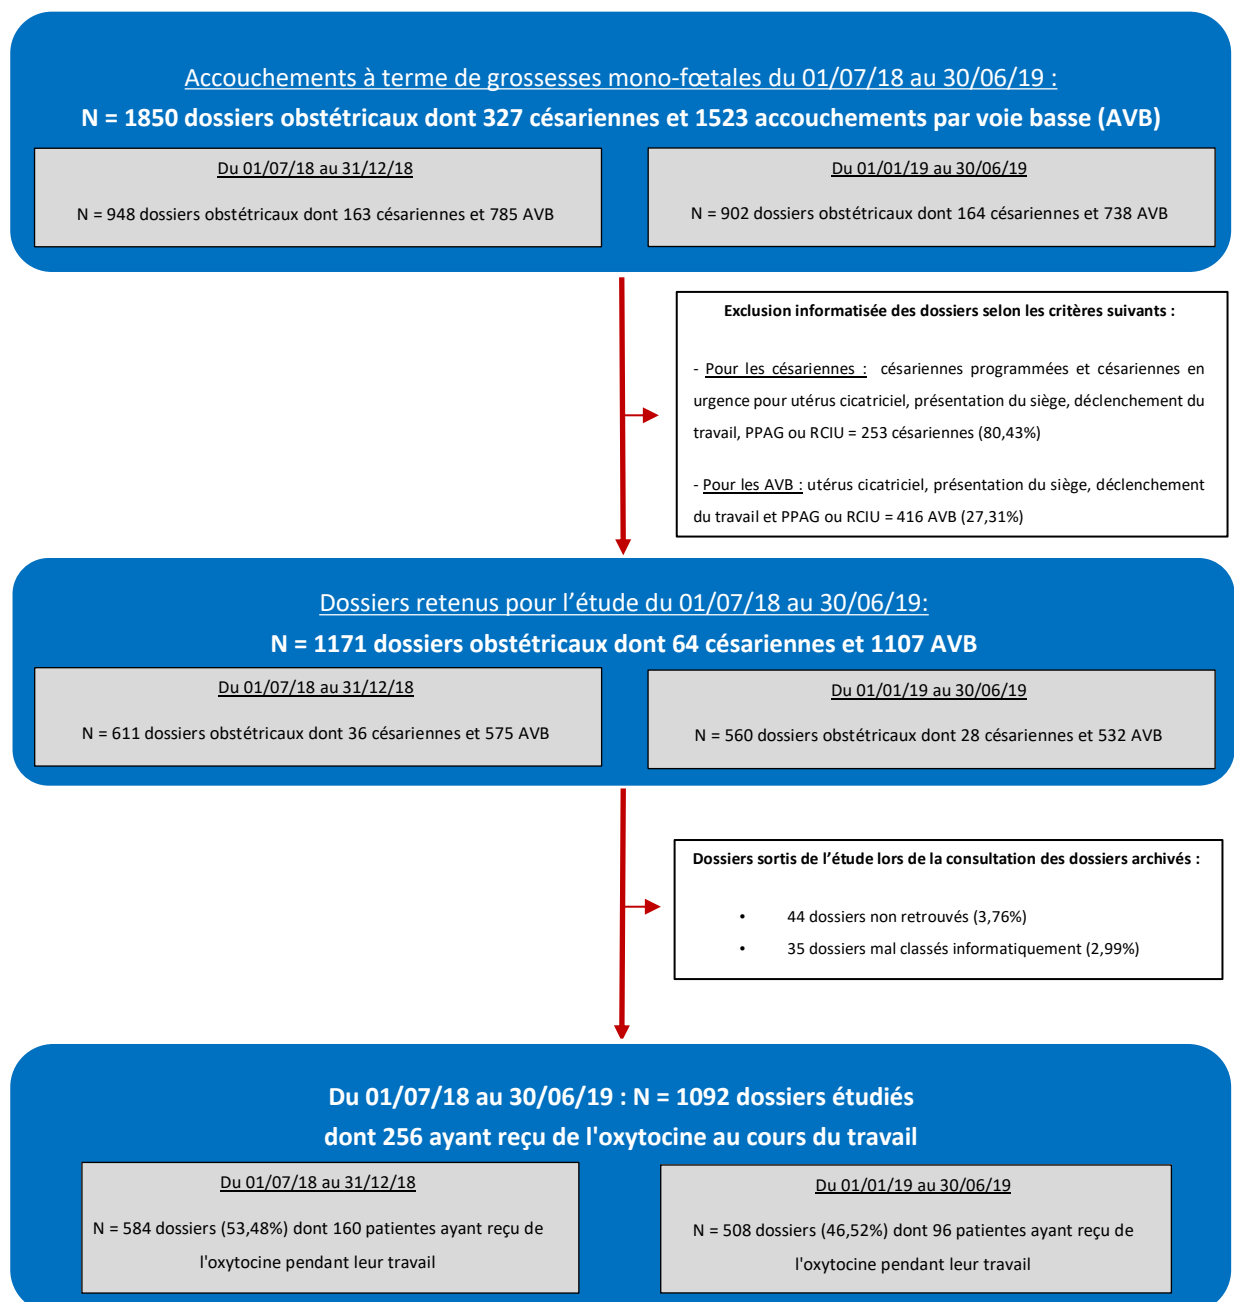 Accouchements à terme de grossesses mono-fœtales du 01/07/18 au 30/06/19 :
N = 1850 dossiers obstétricaux dont 327 césariennes et 1523 accouchements par voie basse (AVB)
Du 01/07/18 au 31/12/18
N = 948 dossiers obstétricaux dont 163 césariennes et 785 AVB
Du 01/01/19 au 30/06/19
N = 902 dossiers obstétricaux dont 164 césariennes et 738 AVB
Exclusion informatisée des dossiers selon les critères suivants :
- Pour les césariennes : césariennes programmées et césariennes en
urgence pour utérus cicatriciel, présentation du siège, déclenchement du
travail, PPAG ou RCIU = 253 césariennes (80,43%)
- Pour les AVB : utérus cicatriciel, présentation du siège, déclenchement
du travail et PPAG ou RCIU = 416 AVB (27,31%)
Dossiers retenus pour l'étude du 01/07/18 au 30/06/19:
N = 1171 dossiers obstétricaux dont 64 césariennes et 1107 AVB
Du 01/07/18 au 31/12/18
N = 611 dossiers obstétricaux dont 36 césariennes et 575 AVB
Du 01/01/19 au 30/06/19
N = 560 dossiers obstétricaux dont 28 césariennes et 532 AVB
Dossiers sortis de l'étude lors de la consultation des dossiers archivés :
• 44 dossiers non retrouvés (3,76%)
• 35 dossiers mal classés informatiquement (2,99%)
Du 01/07/18 au 30/06/19 : N = 1092 dossiers étudiés
dont 256 ayant reçu de l'oxytocine au cours du travail
Du 01/07/18 au 31/12/18
N = 584 dossiers (53,48%) dont 160 patientes ayant reçu de
l'oxytocine pendant leur travail
Du 01/01/19 au 30/06/19
N = 508 dossiers (46,52%) dont 96 patientes ayant reçu de
l'oxytocine pendant leur travail